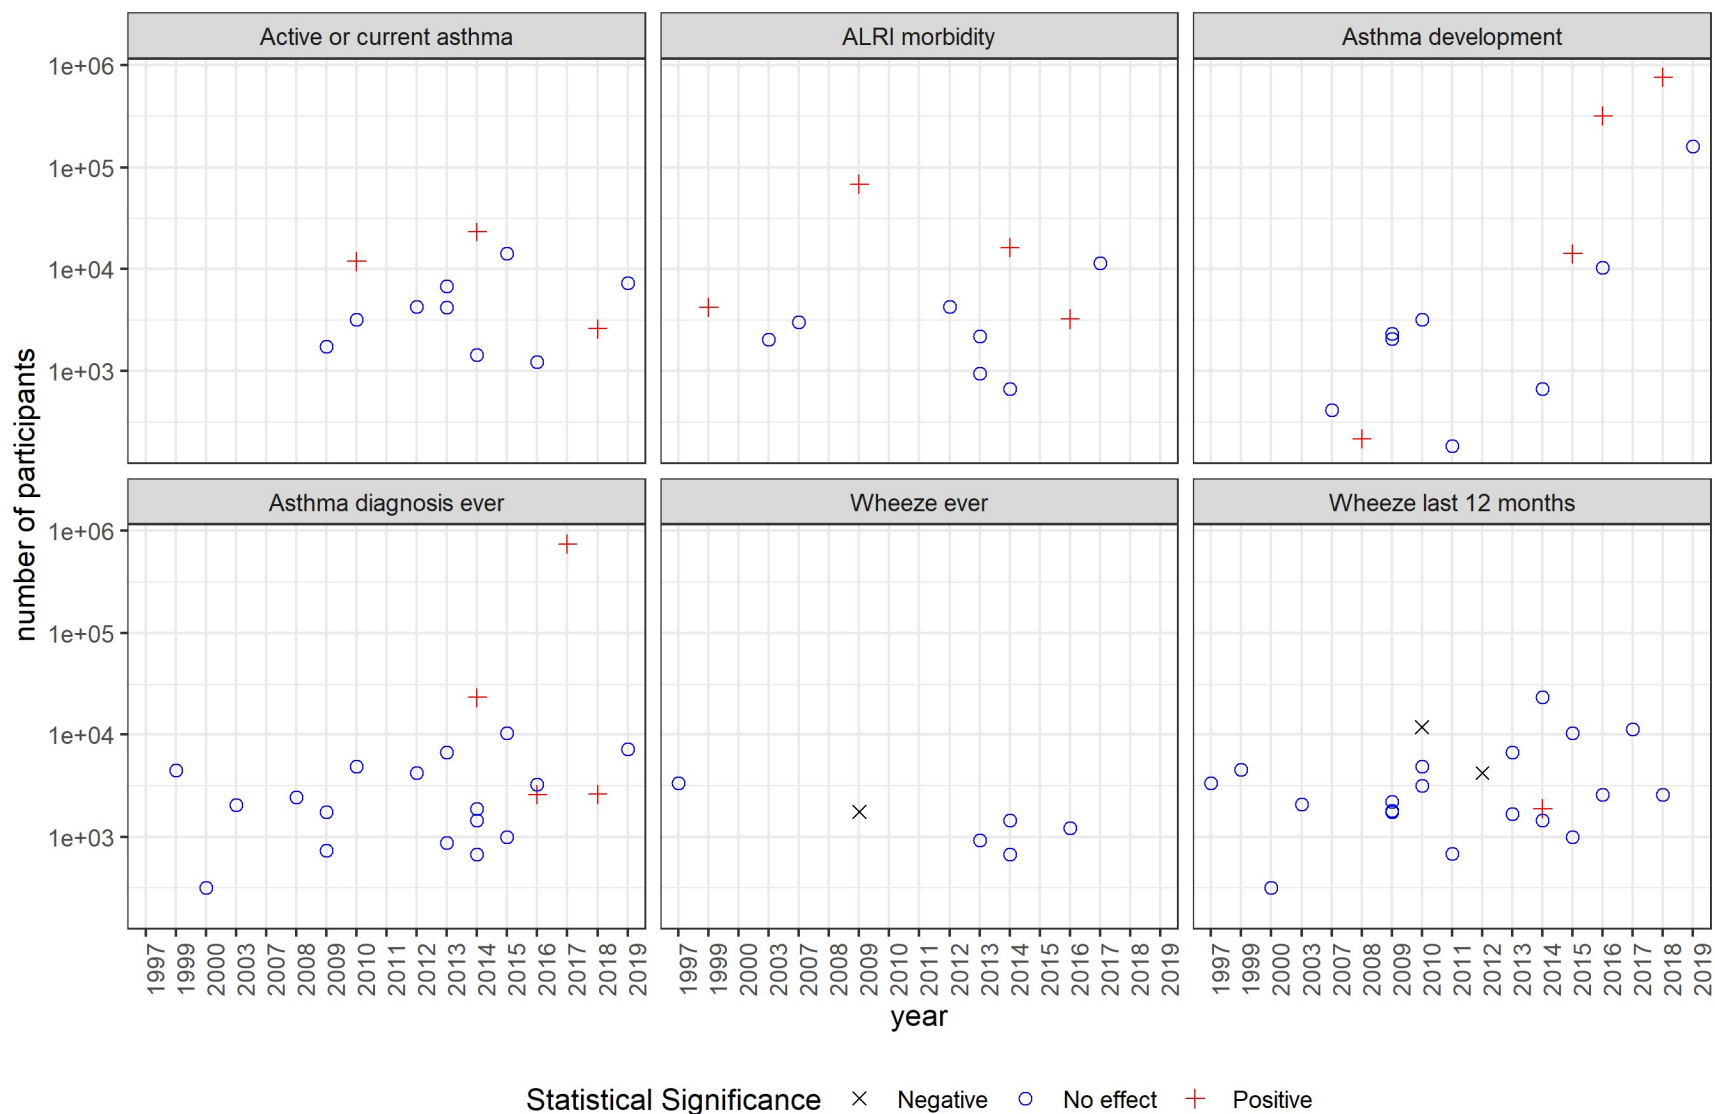 Active or current asthma
ALRI morbidity
Asthma development
1e+06
1e+05
1e+04
1e+03
number of participants
Asthma diagnosis ever
Wheeze ever
Wheeze last 12 months
1e+06
1e+05
1e+04
1e+03
1997 1999 2000 2003 2007 2008 2009 2010 2011 2012 2013 2014 2015 2016 2017 2018 2019
1997 1999 2000 2003 2007 2008 2009 2010 2011 2012 2013 2014 2015 2016 2017 2018 2019
1997 1999 2000 2003 2007 2008 2009 2010 2011 2012 2013 2014 2015 2016 2017 2018 2019
year
Statistical Significance Negative No effect Positive